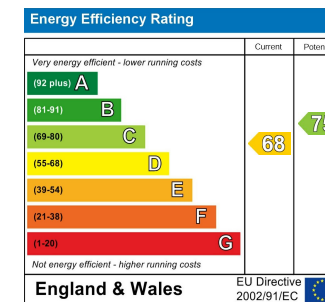 Energy Efficiency Rating
Current
Very energy efficient - lower running costs
(92 plus) A
(81-91) B
(69-80) C
(55-68) D
(39-54) E
(21-38) F
(1-20) G
68
Not energy efficient - higher running costs
England & Wales
EU Directive
2002/91/EC